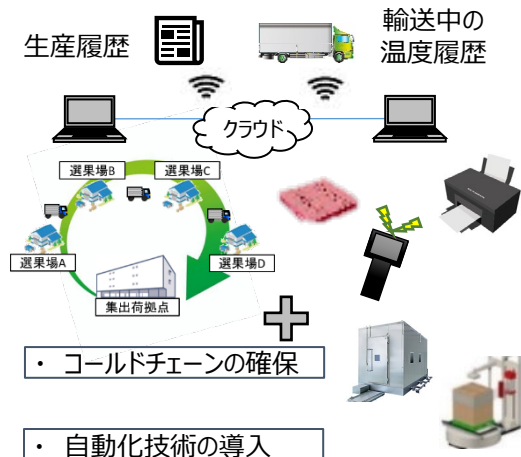 生産履歴
輸送中の
温度履歴
クラウド
選果場B
選果場C
選果場A
選果場D
集出荷拠点
・ コールドチェーンの確保
・ 自動化技術の導入